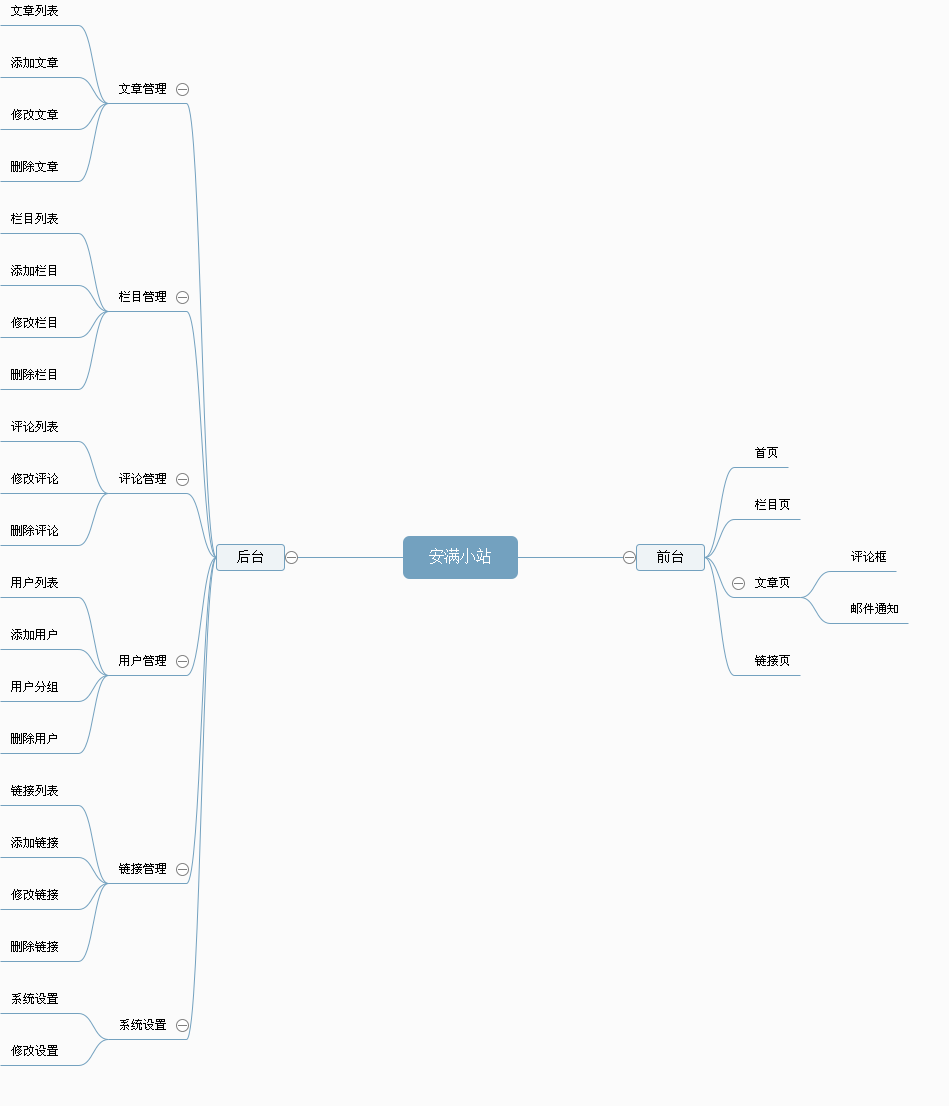 文章列表
添加文章
文章管理
修改文章
删除文章
栏目列表
添加栏目
栏目管理
修改栏目
删除栏目
评论列表
评论管理
修改评论
删除评论
用户列表
添加用户
用户管理
用户分组
删除用户
链接列表
添加链接
链接管理
修改链接
删除链接
系统设置
系统设置
修改设置
后台
安满小站
前台
首页
栏目页
文章页
评论框
邮件通知
链接页